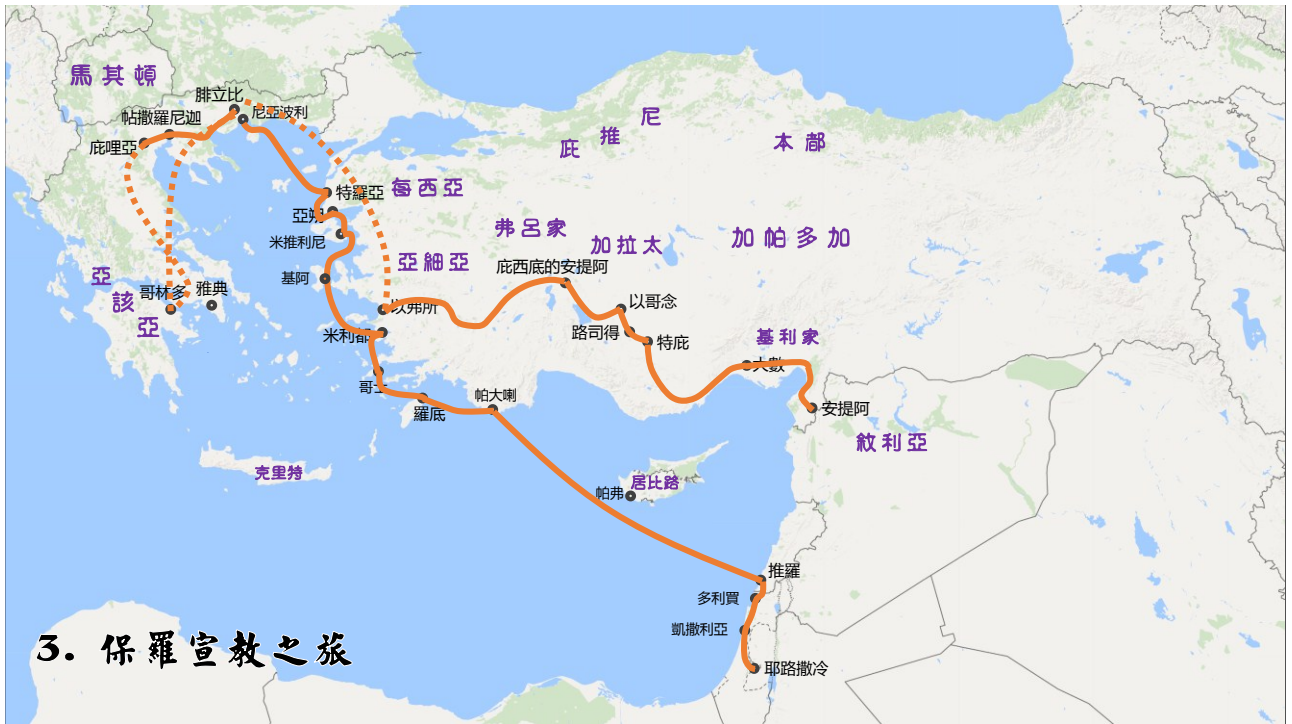 馬其頓
腓立比
尼亞波利
帖撒羅尼迦
庇哩亞
庇推尼
本都
特羅亞
每西亞
亞朔
米推利尼
弗呂家
加拉太
加帕多加
亞細亞
庇西底的安提阿
基阿
亞該亞
哥林多
雅典
以弗所
以哥念
米利都
路司得
特庇
基利家
大數
哥士
帕大喇
羅底
安提阿
敘利亞
克里特
居比路
帕弗
推羅
多利買
凱撒利亞
耶路撒冷
3. 保羅宣教之旅